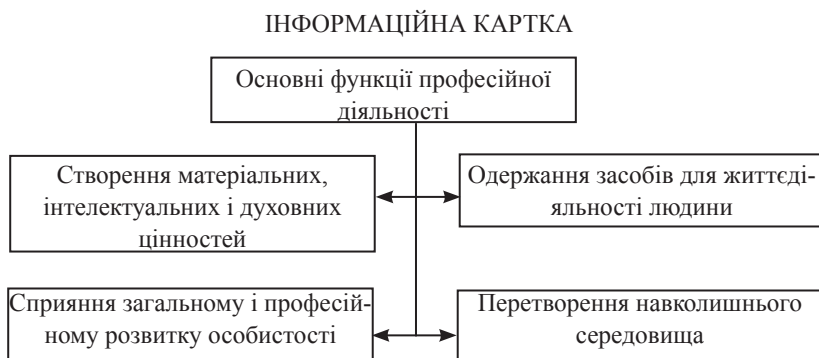 ІНФОРМАЦІЙНА КАРТКА
Основні функції професійної
діяльності
Створення матеріальних,
інтелектуальних і духовних
цінностей
Одержання засобів для життєді-
яльності людини
Сприяння загальному і професій-
ному розвитку особистості
Перетворення навколишнього
середовища